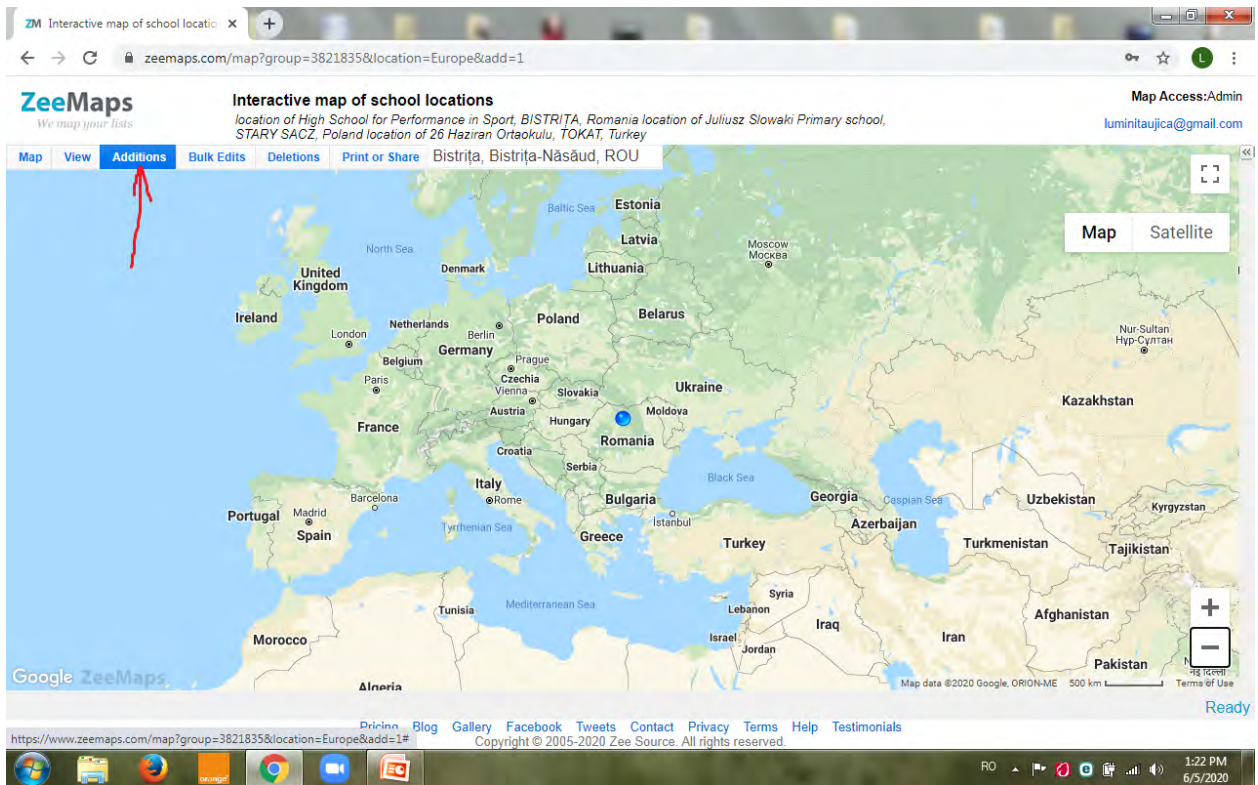 ZM Interactive map of school locatio
zeemaps.com/map?group=3821835&location=Europe&add=1
L
ZeeMaps
We map your lists
Interactive map of school locations
location of High School for Performance in Sport, BISTRIȚA, Romania location of Juliusz Slowaki Primary school,
STARY SACZ, Poland location of 26 Haziran Ortaokulu, TOKAT, Turkey
Map Access:Admin
luminitaujica@gmail.com
Map View Additions Bulk Edits Deletions Print or Share Bistrița, Bistrița-Năsăud, ROU
Map Satellite
Baltic Sea
Estonia
Latvia
Moscow
Москва
North Sea
Denmark
Lithuania
United
Kingdom
Ireland
Netherlands
Berlin
Poland
Belarus
London
Nur-Sultan
Нұр-Сұлтан
Belgium
Germany
Prague
Paris
Czechia
Vienna
Slovakia
Ukraine
Kazakhstan
Austria
Hungary
Moldova
France
Romania
Croatia
Serbia
Black Sea
Italy
Rome
Barcelona
Bulgaria
Georgia
Caspian Sea
Uzbekistan
Kyrgyzstan
Portugal
Madrid
Spain
Tyrrhenian Sea
Istanbul
Azerbaijan
Greece
Turkey
Turkmenistan
Tajikistan
Syria
Tunisia
Mediterranean Sea
Lebanon
Afghanistan
Iraq
Iran
Morocco
Israel
Jordan
Pakistan
Google ZeeMaps
Algeria
Map data ©2020 Google, ORION-ME 500 km Terms of Use
Ready
Pricing Blog Gallery Facebook Tweets Contact Privacy Terms Help Testimonials
https://www.zeemaps.com/map?group=3821835&location=Europe&add=1#
Copyright © 2005-2020 Zee Source. All rights reserved.
orange
RO
1:22 PM
6/5/2020